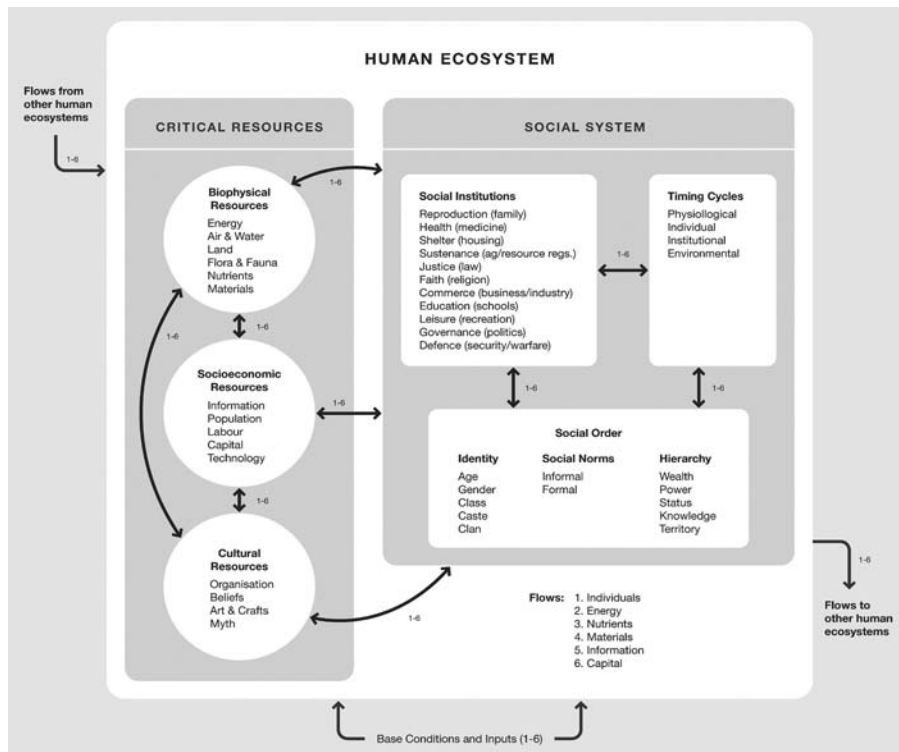 HUMAN ECOSYSTEM
Flows from
other human
ecosystems
1-6
CRITICAL RESOURCES
Biophysical
Resources
Energy
Air & Water
Land
Flora & Fauna
Nutrients
Materials
1-6
1-6
1-6
Socioeconomic
Resources
Information
Population
Labour
Capital
Technology
1-6
1-6
Cultural
Resources
Organisation
Beliefs
Art & Crafts
Myth
1-6
SOCIAL SYSTEM
Social Institutions
Reproduction (family)
Health (medicine)
Shelter (housing)
Sustenance (ag/resource regs.)
Justice (law)
Faith (religion)
Commerce (business/industry)
Education (schools)
Leisure (recreation)
Governance (politics)
Defence (security/warfare)
1-6
Timing Cycles
Physiollogical
Individual
Institutional
Environmental
1-6
1-6
Social Order
Identity
Age
Gender
Class
Caste
Clan
Social Norms
Informal
Formal
Hierarchy
Wealth
Power
Status
Knowledge
Territory
Flows:
1. Individuals
2. Energy
3. Nutrients
4. Materials
5. Information
6. Capital
1-6
Flows to
other human
ecosystems
Base Conditions and Inputs (1-6)